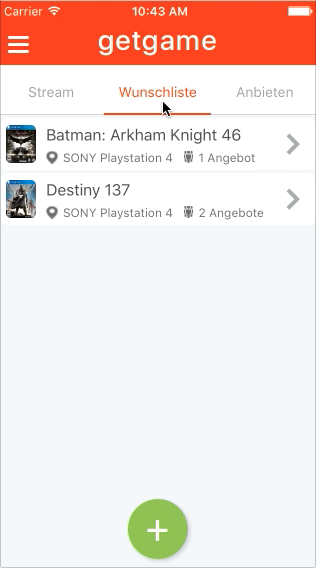 Carrier 10:43 AM
getgame
Stream Wunschliste Anbieten
Batman: Arkham Knight 46
SONY Playstation 4 1 Angebot
Destiny 137
SONY Playstation 4 2 Angebote
+